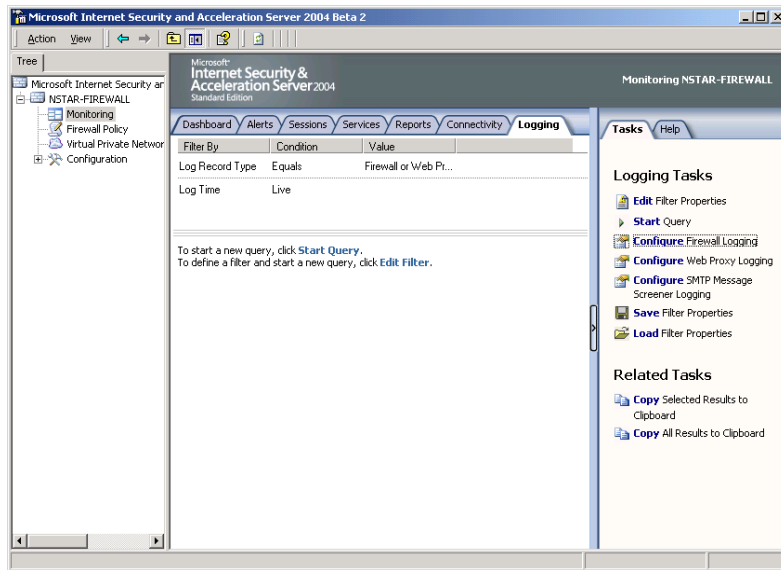 Microsoft Internet Security and Acceleration Server 2004 Beta 2
Action View
Tree
Microsoft Internet Security ar
NSTAR-FIREWALL
Monitoring
Firewall Policy
Virtual Private Networ
Configuration
Microsoft
Internet Security &
Acceleration Server 2004
Standard Edition
Monitoring NSTAR-FIREWALL
Dashboard Alerts Sessions Services Reports Connectivity Logging
Filter By Condition Value
Log Record Type Equals Firewall or Web Pr...
Log Time Live
To start a new query, click Start Query.
To define a filter and start a new query, click Edit Filter.
Tasks Help
Logging Tasks
Edit Filter Properties
Start Query
Configure Firewall Logging
Configure Web Proxy Logging
Configure SMTP Message
Screener Logging
Save Filter Properties
Load Filter Properties
Related Tasks
Copy Selected Results to
Clipboard
Copy All Results to Clipboard